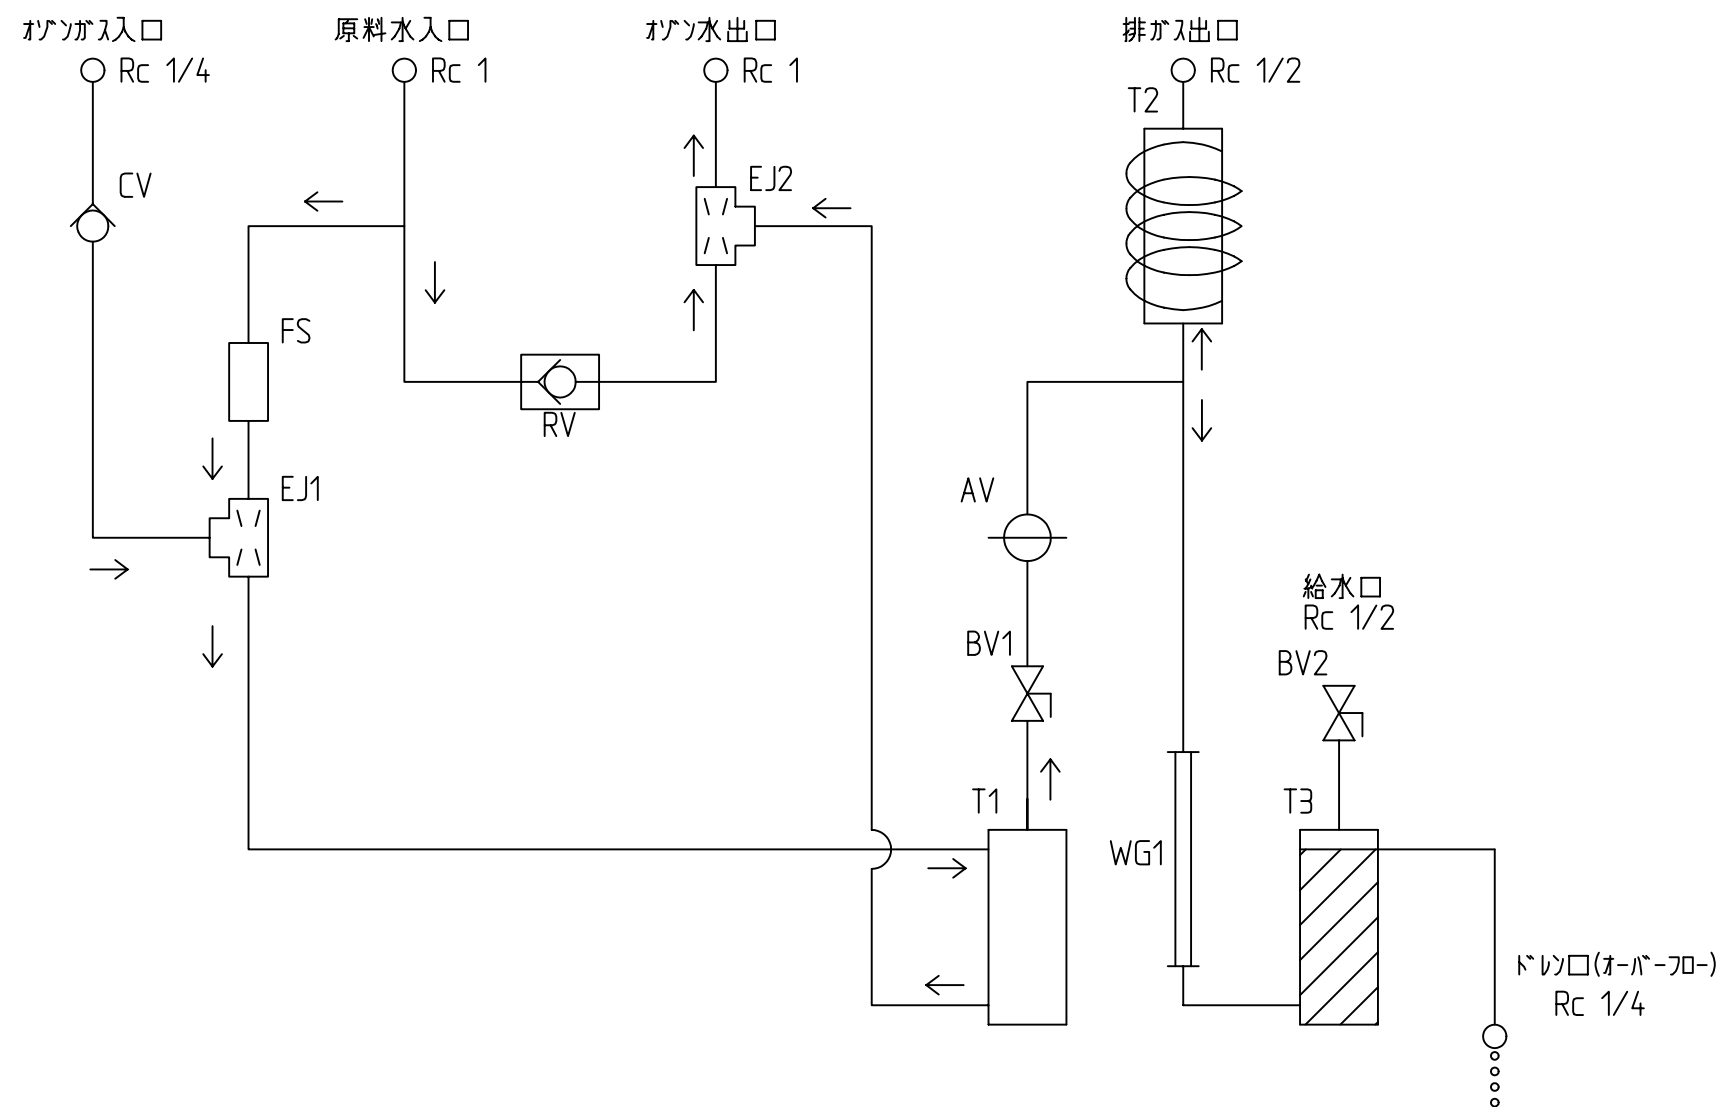 ｵｿﾞﾝｶﾞｽ入口
Rc 1/4
原料水入口
Rc 1
ｵｿﾞﾝ水出口
Rc 1
排ｶﾞｽ出口
Rc 1/2
T2
CV
EJ2
FS
RV
EJ1
AV
給水口
Rc 1/2
BV1
BV2
T1
T3
WG1
ﾄﾞﾚﾝ口(ｵｰﾊﾞｰﾌﾛｰ)
Rc 1/4